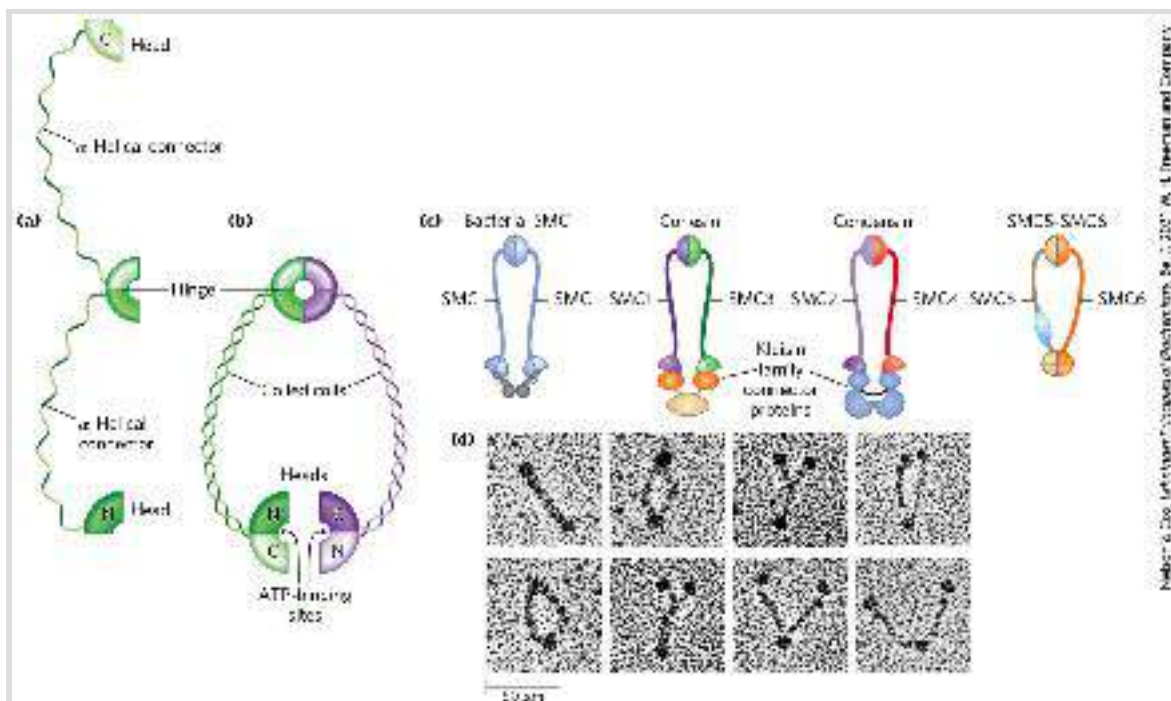 C Head
α Helical connector
(a)
(b)
(c)
Hinge
α Helical
connector
N Head
Coiled coils
Heads
N
C
C
N
ATP-binding
sites
Bacterial SMC
Cohesin
Condensin
SMC5-SMC6
SMC
SMC
SMC1
SMC3
SMC2
SMC4
SMC5
SMC6
Kleisin
family
connector
proteins
(d)
50 nm